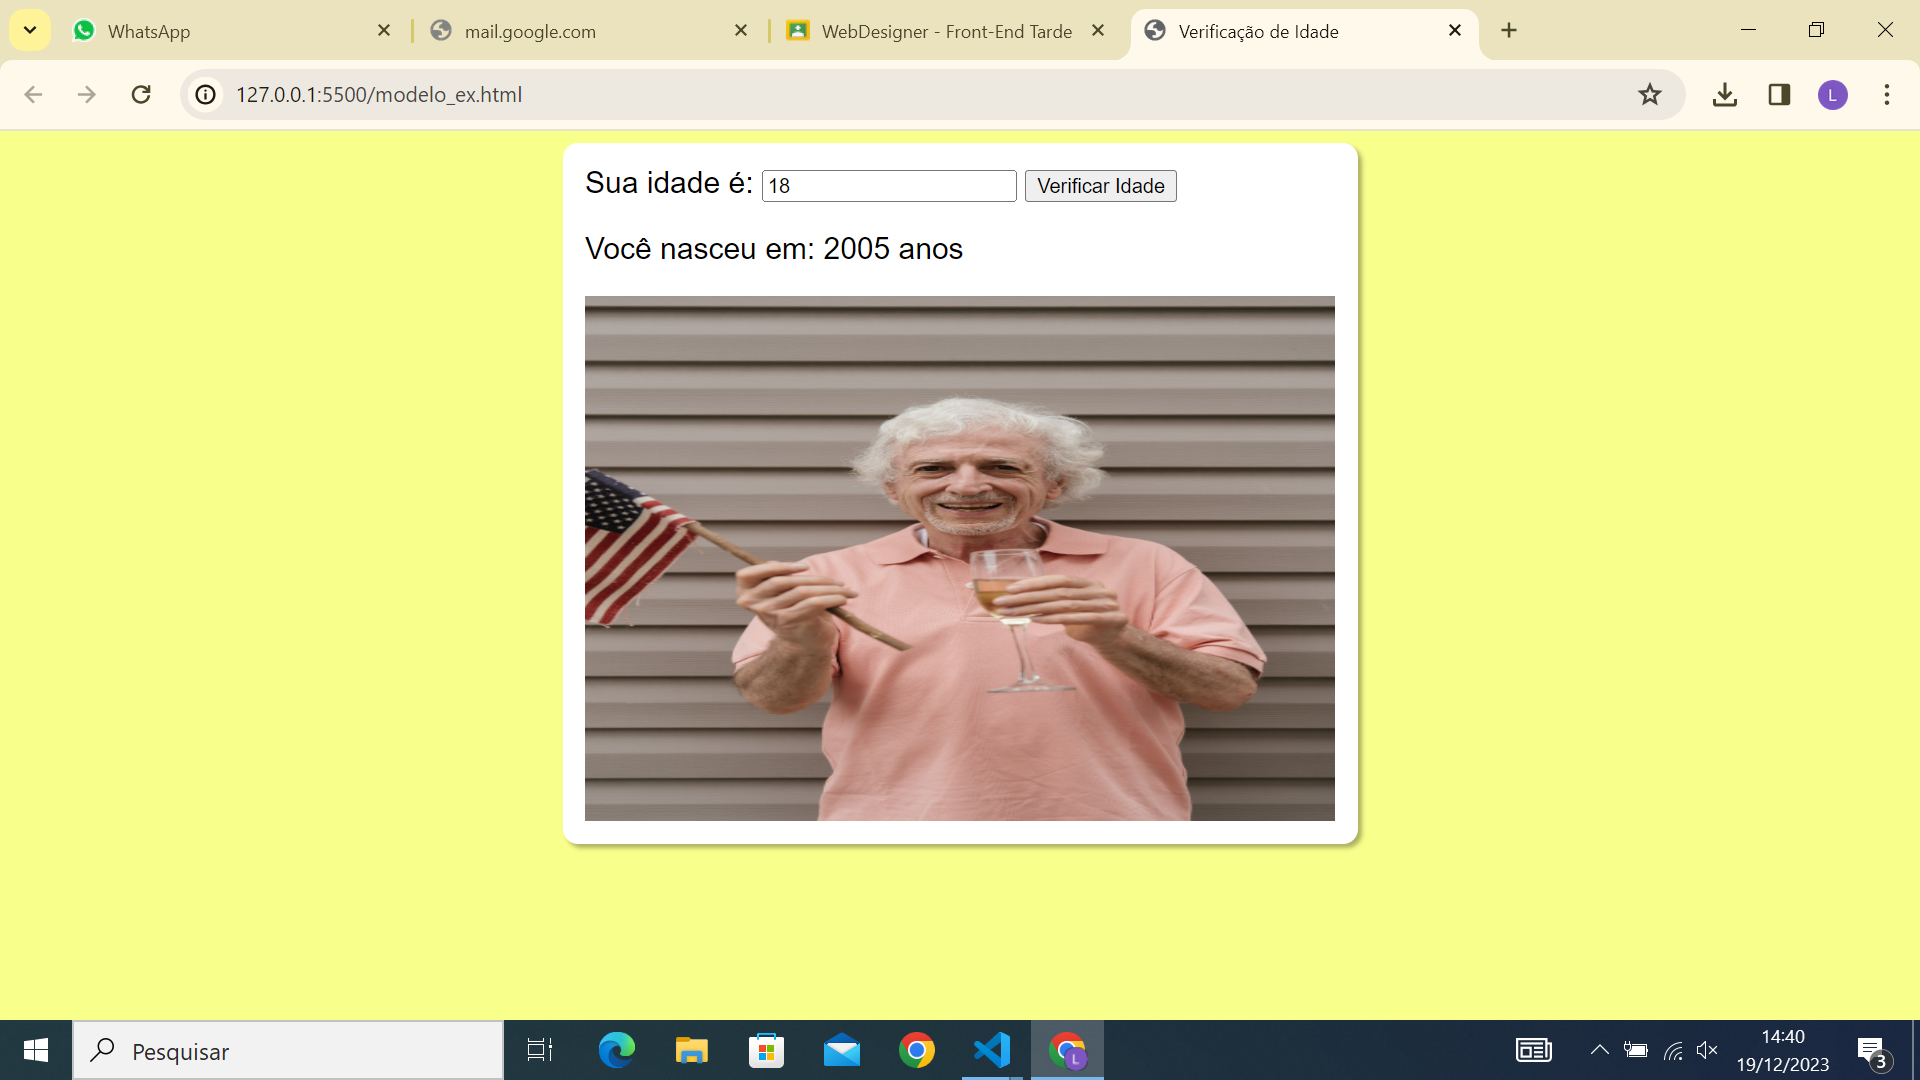 WhatsApp
mail.google.com
WebDesigner - Front-End Tarde
Verificação de Idade
127.0.0.1:5500/modelo_ex.html
L
Sua idade é: 18 Verificar Idade
Você nasceu em: 2005 anos
Pesquisar
L
14:40
19/12/2023
3